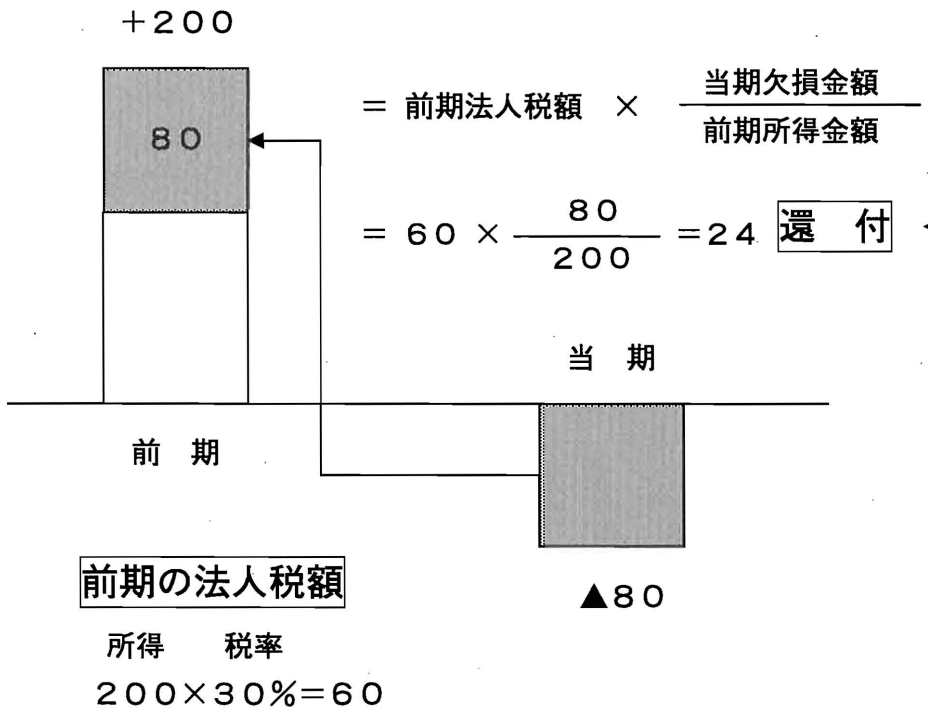 +200
80
= 前期法人税額 × 当期欠損金額
前期所得金額
= 60 × 80
200 =24 還 付
当 期
前 期
▲80
前期の法人税額
所得 税率
200×30%=60